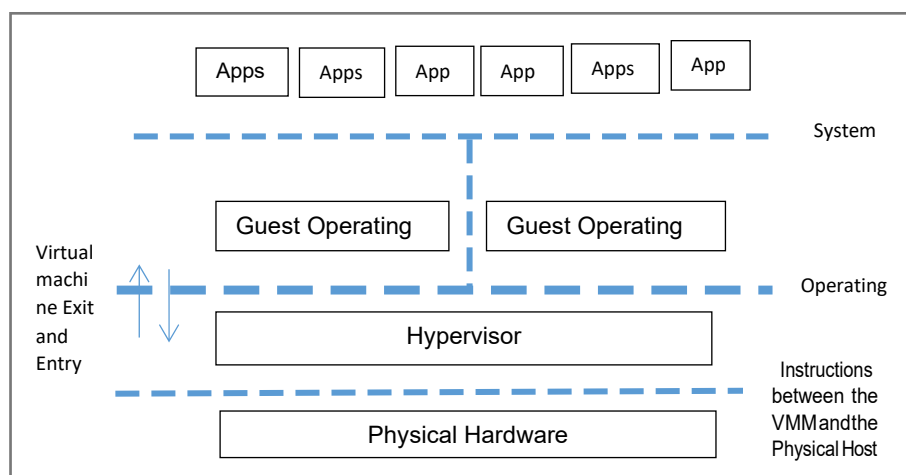 Apps Apps App App Apps App
System
Guest Operating Guest Operating
Virtual
machi
ne Exit
and
Entry
Operating
Hypervisor
Instructions
between the
VMMandthe
Physical Host
Physical Hardware